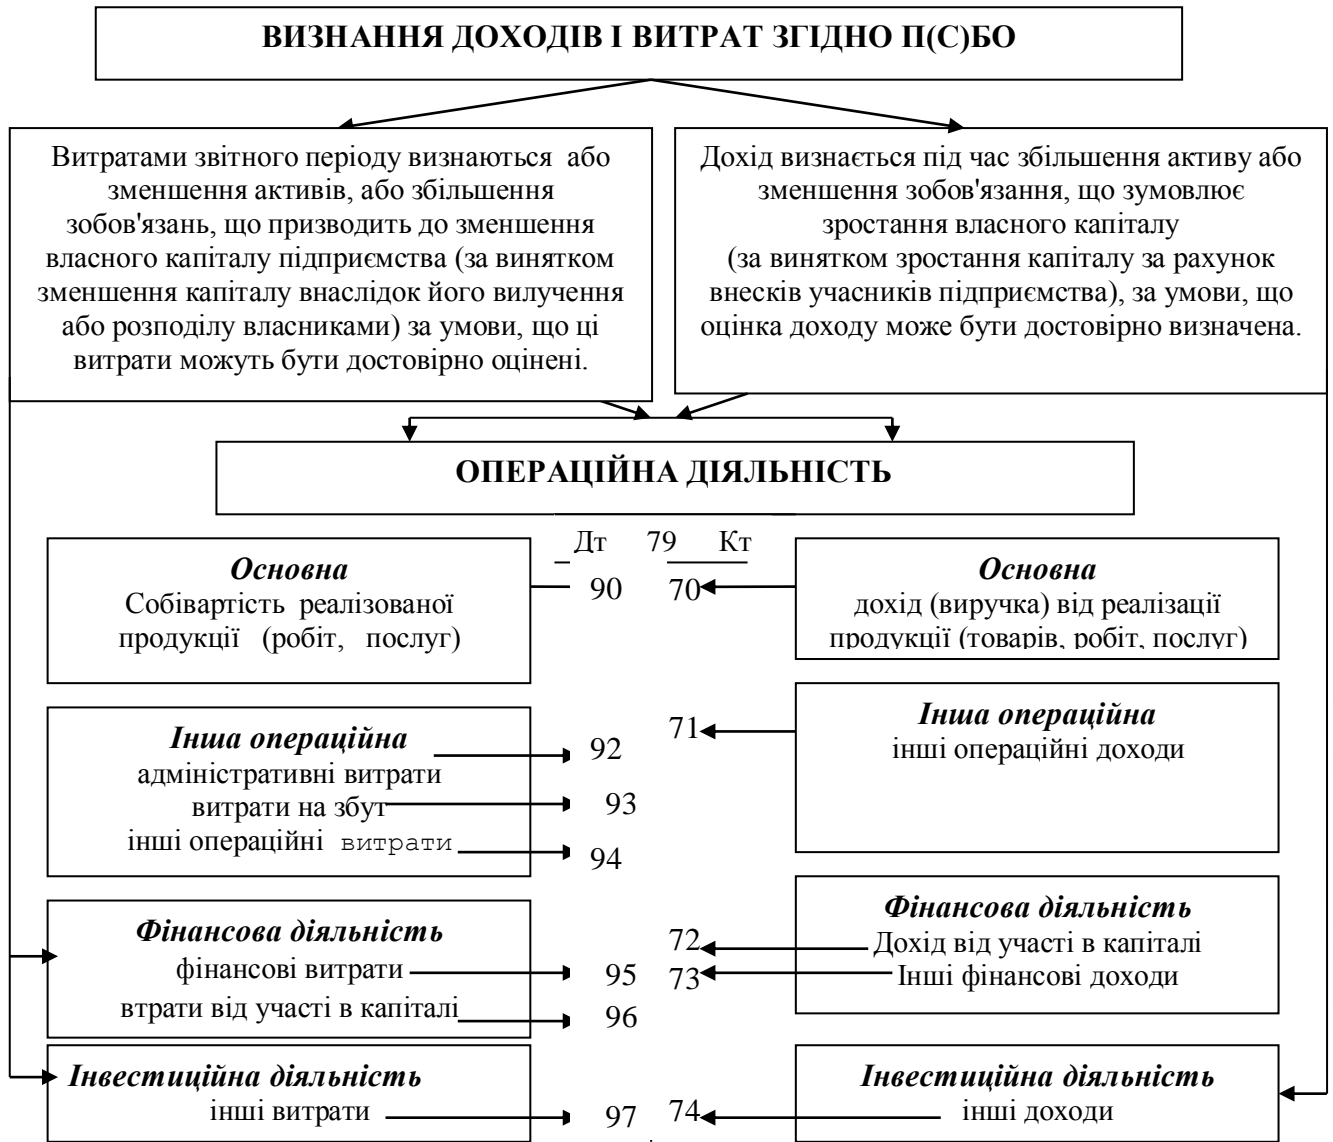 ВИЗНАННЯ ДОХОДІВ І ВИТРАТ ЗГІДНО П(С)БО
Витратами звітного періоду визнаються або
зменшення активів, або збільшення
зобов'язань, що призводить до зменшення
власного капіталу підприємства (за винятком
зменшення капіталу внаслідок його вилучення
або розподілу власниками) за умови, що ці
витрати можуть бути достовірно оцінені.
Дохід визнається під час збільшення активу або
зменшення зобов'язання, що зумовлює
зростання власного капіталу
(за винятком зростання капіталу за рахунок
внесків учасників підприємства), за умови, що
оцінка доходу може бути достовірно визначена.
ОПЕРАЦІЙНА ДІЯЛЬНІСТЬ
Дт 79 Кт
Основна
Собівартість реалізованої
продукції (робіт, послуг)
90
70
Основна
дохід (виручка) від реалізації
продукції (товарів, робіт, послуг)
Інша операційна
адміністративні витрати
витрати на збут
інші операційні витрати
92
93
94
71
Інша операційна
інші операційні доходи
Фінансова діяльність
фінансові витрати
втрати від участі в капіталі
95
96
72
73
Фінансова діяльність
Дохід від участі в капіталі
Інші фінансові доходи
Інвестиційна діяльність
інші витрати
97
74
Інвестиційна діяльність
інші доходи